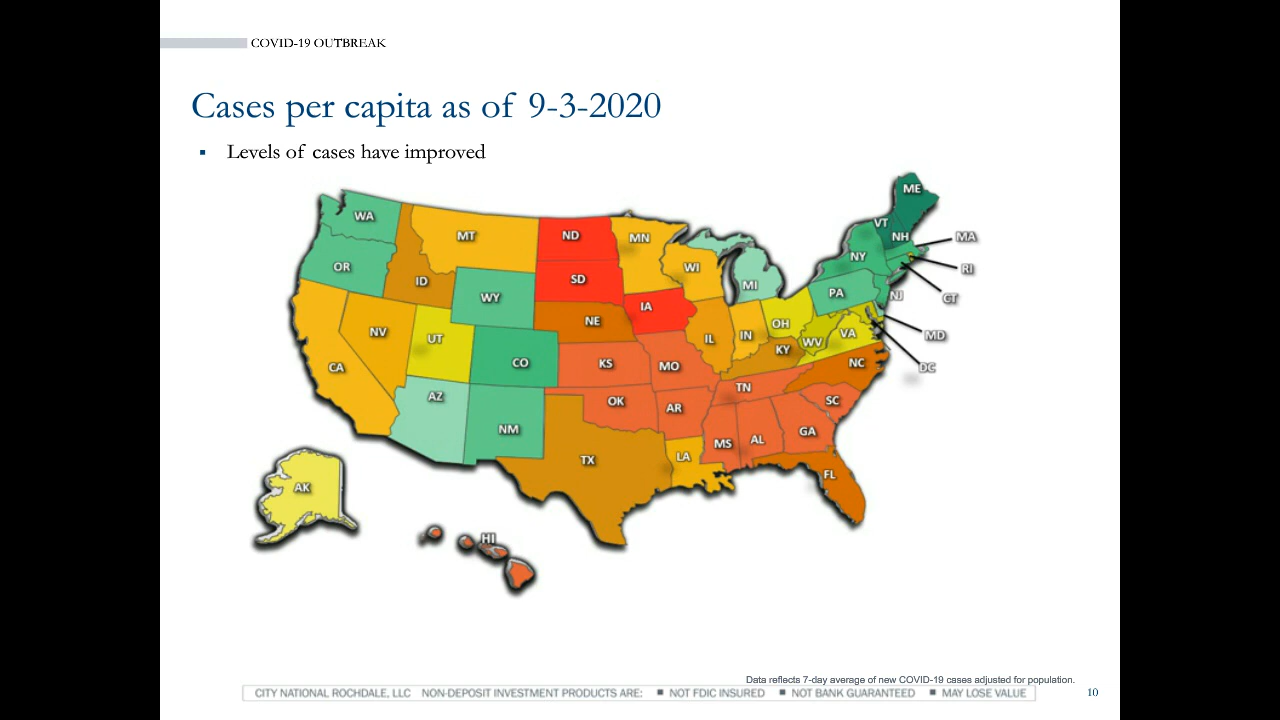 COVID-19 OUTBREAK
Cases per capita as of 9-3-2020
▪ Levels of cases have improved
ME
WA
VT
MT
ND
MN
NH
MA
NY
OR
WI
RI
ID
SD
MI
WY
PA
NJ
CT
IA
NE
OH
NV
UT
IL
IN
VA
MD
WV
KY
CO
KS
MO
NC
CA
DC
TN
AZ
OK
AR
SC
NM
GA
MS
AL
TX
LA
FL
AK
HI
Data reflects 7-day average of new COVID-19 cases adjusted for population.
CITY NATIONAL ROCHDALE, LLC NON-DEPOSIT INVESTMENT PRODUCTS ARE: ■ NOT FDIC INSURED ■ NOT BANK GUARANTEED ■ MAY LOSE VALUE
10